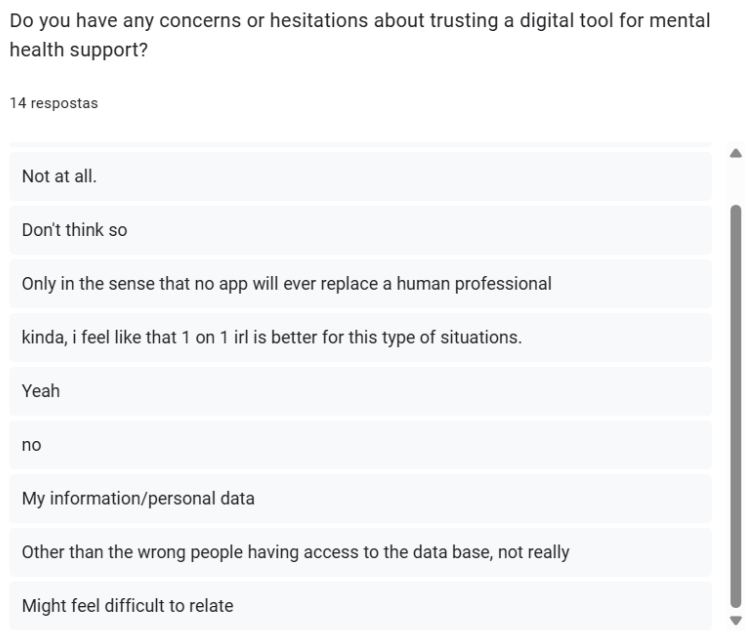 Do you have any concerns or hesitations about trusting a digital tool for mental
health support?
14 respostas
Not at all.
Don't think so
Only in the sense that no app will ever replace a human professional
kinda, i feel like that 1 on 1 irl is better for this type of situations.
Yeah
no
My information/personal data
Other than the wrong people having access to the data base, not really
Might feel difficult to relate